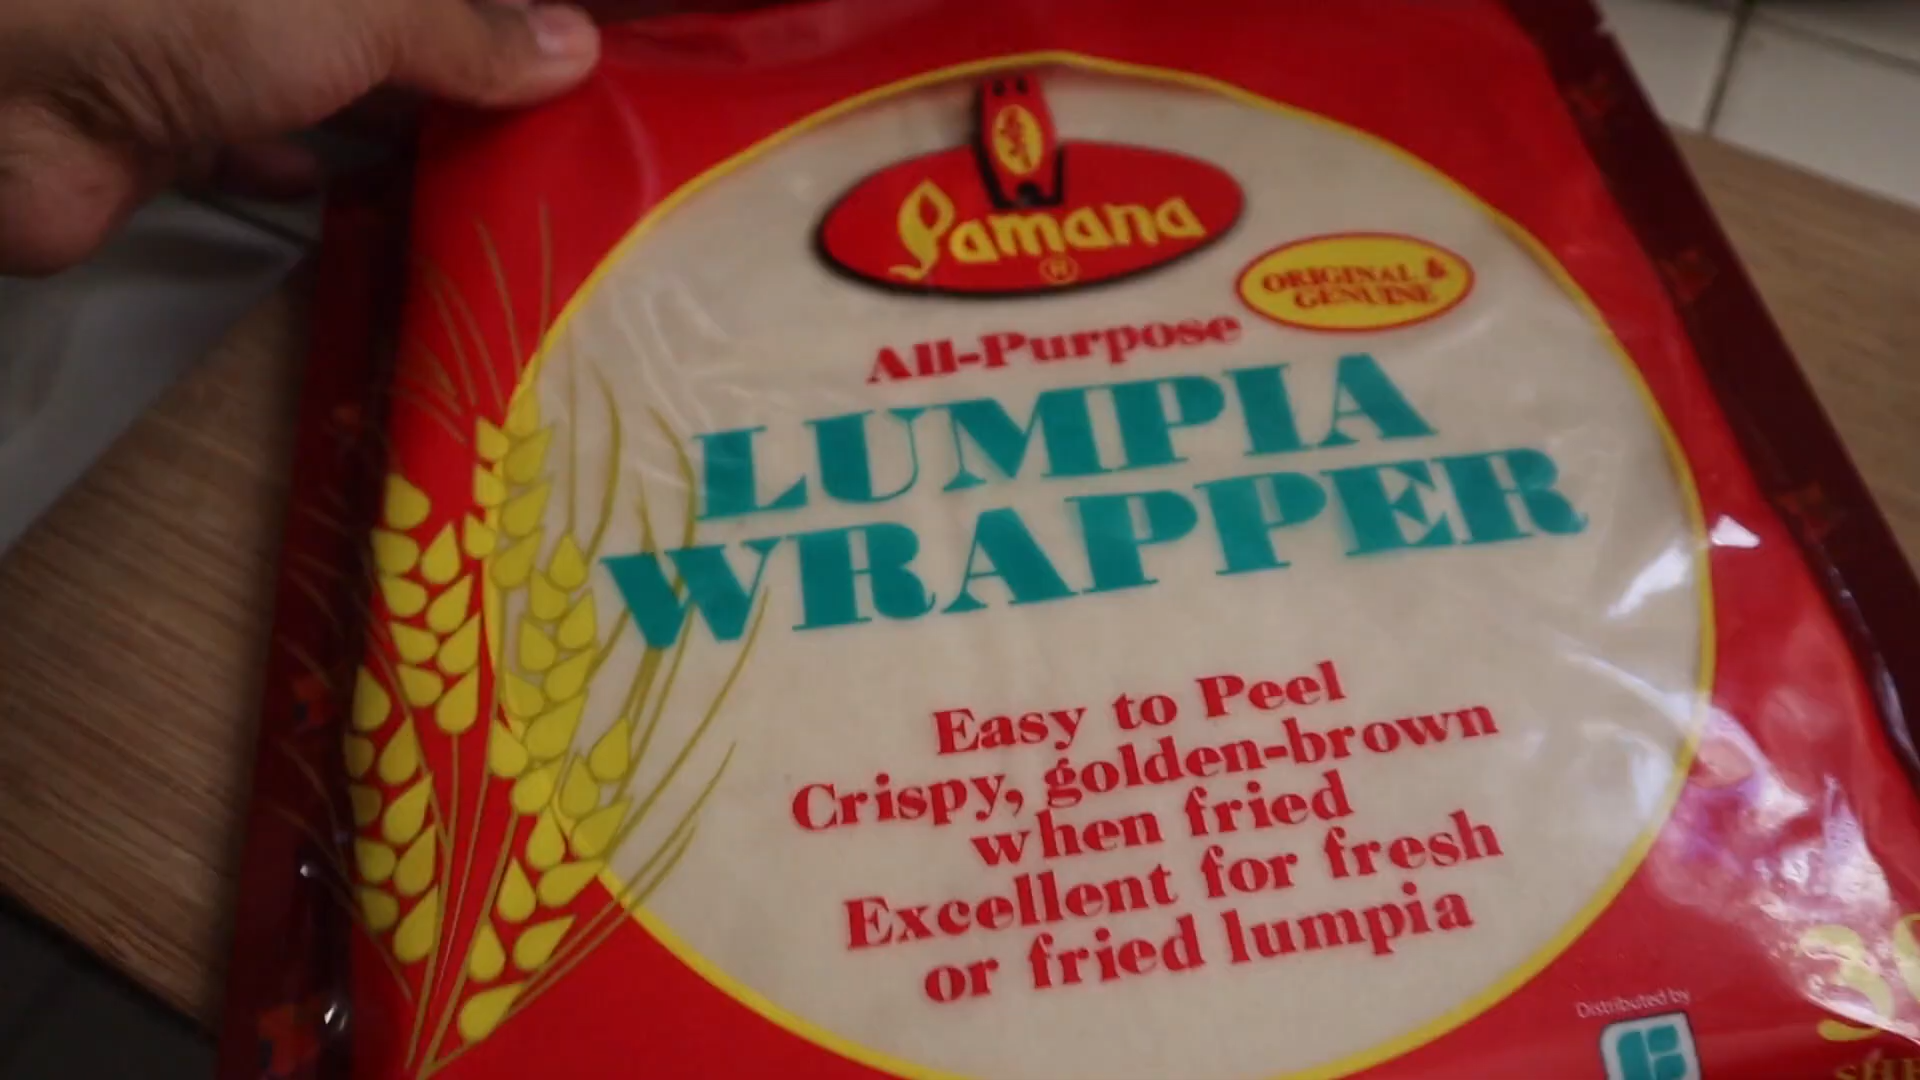 Pamana
®
ORIGINAL &
GENUINE
All-Purpose
LUMPIA
WRAPPER
Easy to Peel
Crispy, golden-brown
when fried
Excellent for fresh
or fried lumpia
Distributed by